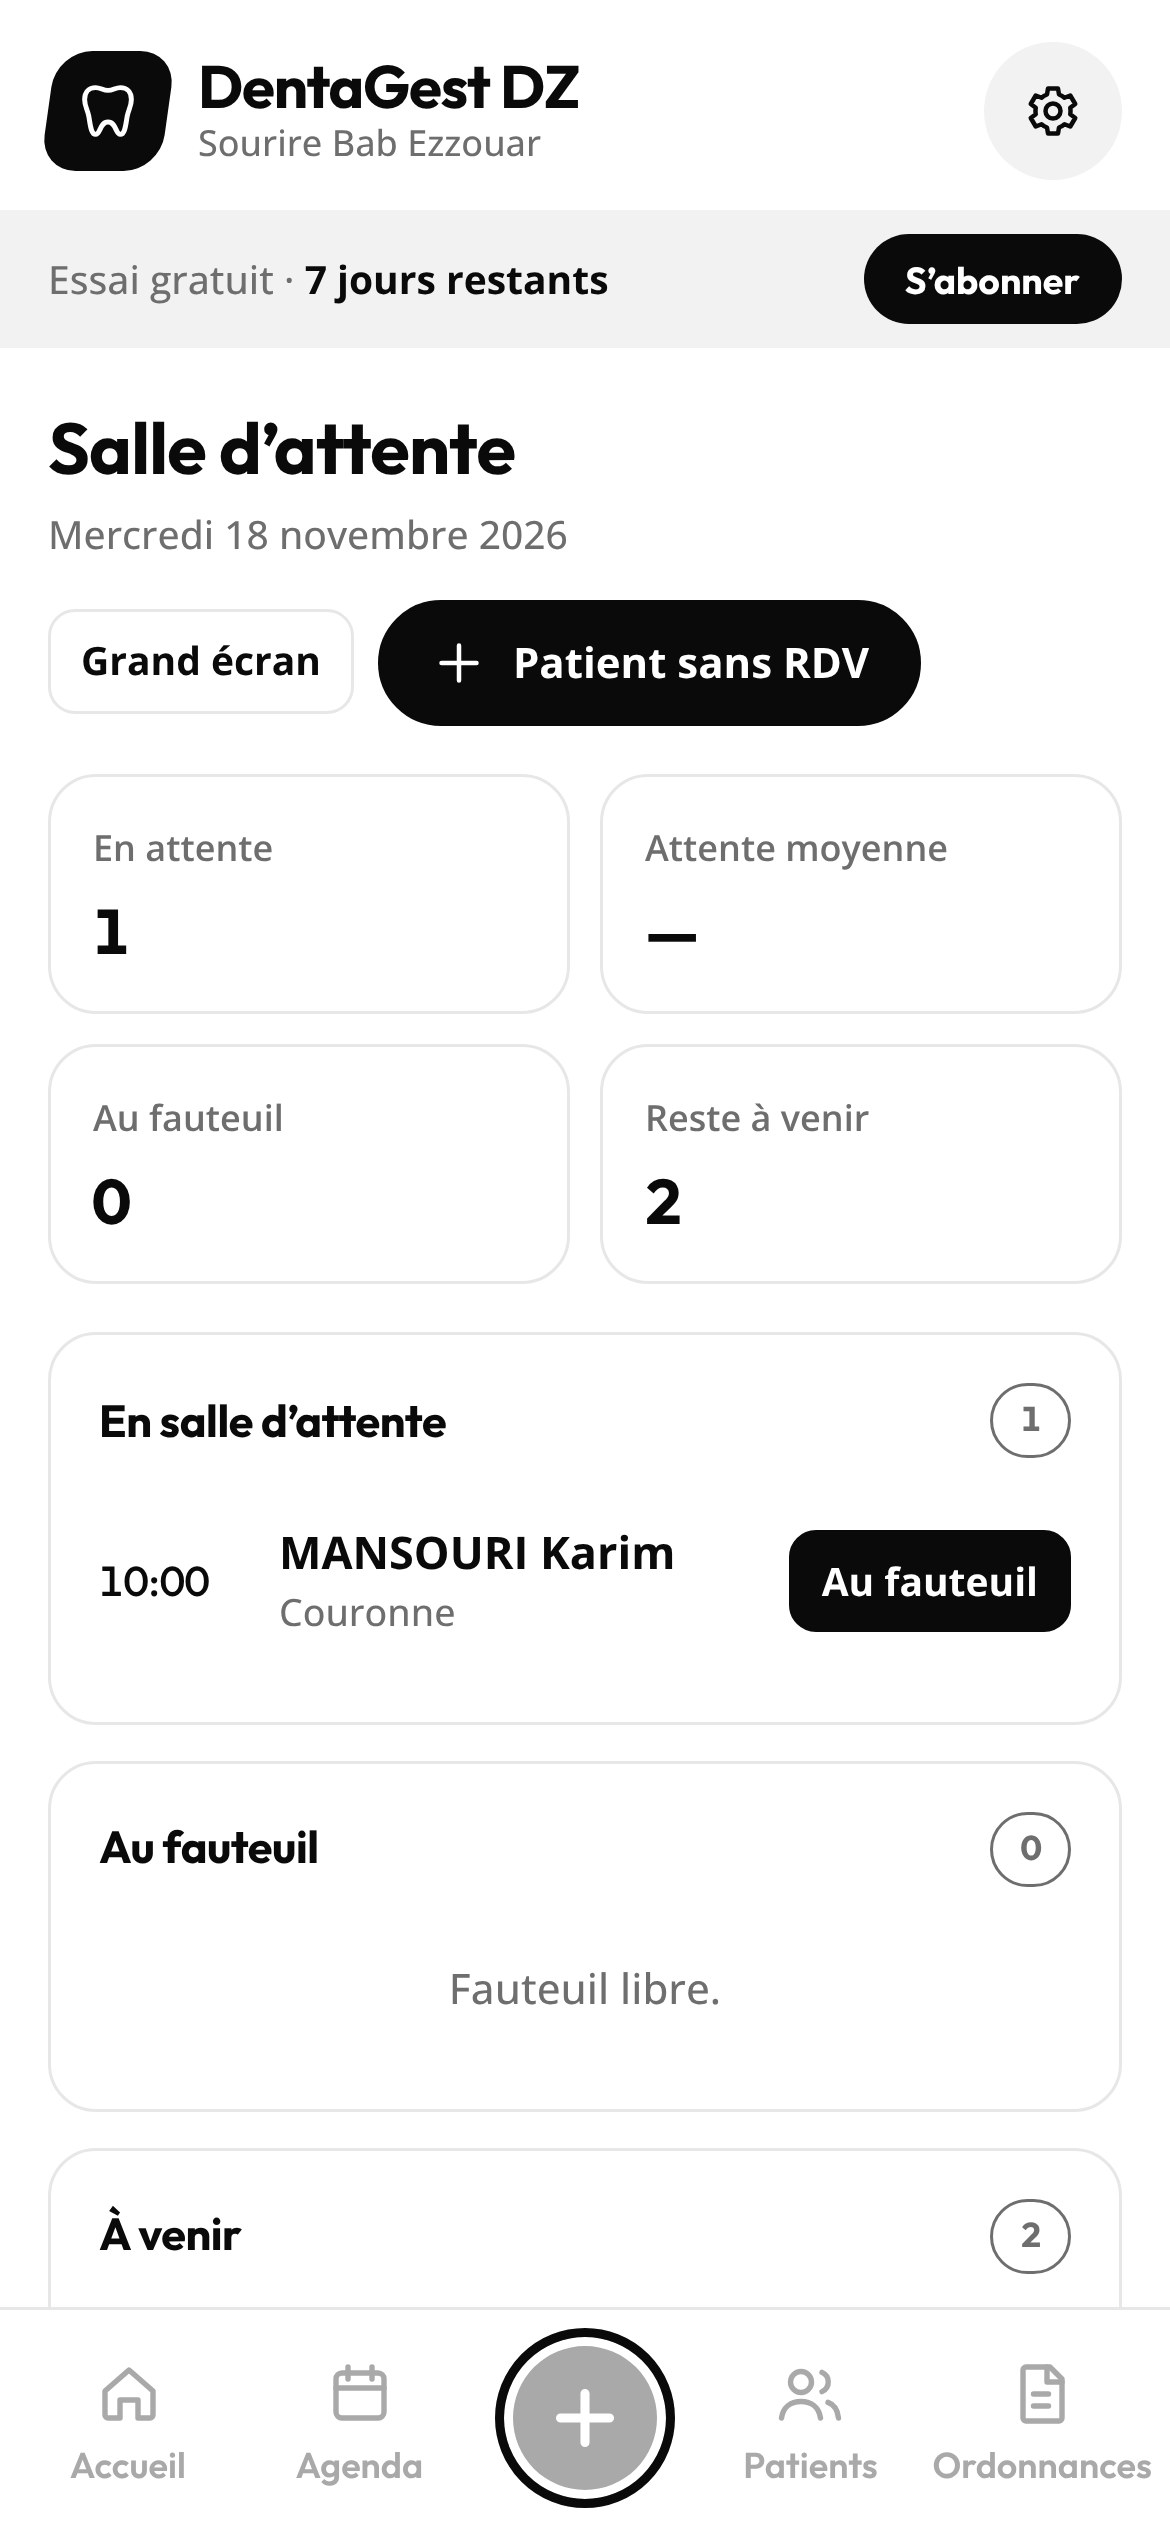 DentaGest DZ
Sourire Bab Ezzouar
Essai gratuit · 7 jours restants
S’abonner
Salle d’attente
Mercredi 18 novembre 2026
Grand écran
Patient sans RDV
En attente
1
Attente moyenne
—
Au fauteuil
0
Reste à venir
2
En salle d’attente
1
10:00
MANSOURI Karim
Couronne
Au fauteuil
Au fauteuil
0
Fauteuil libre.
À venir
2
Accueil
Agenda
Patients
Ordonnances